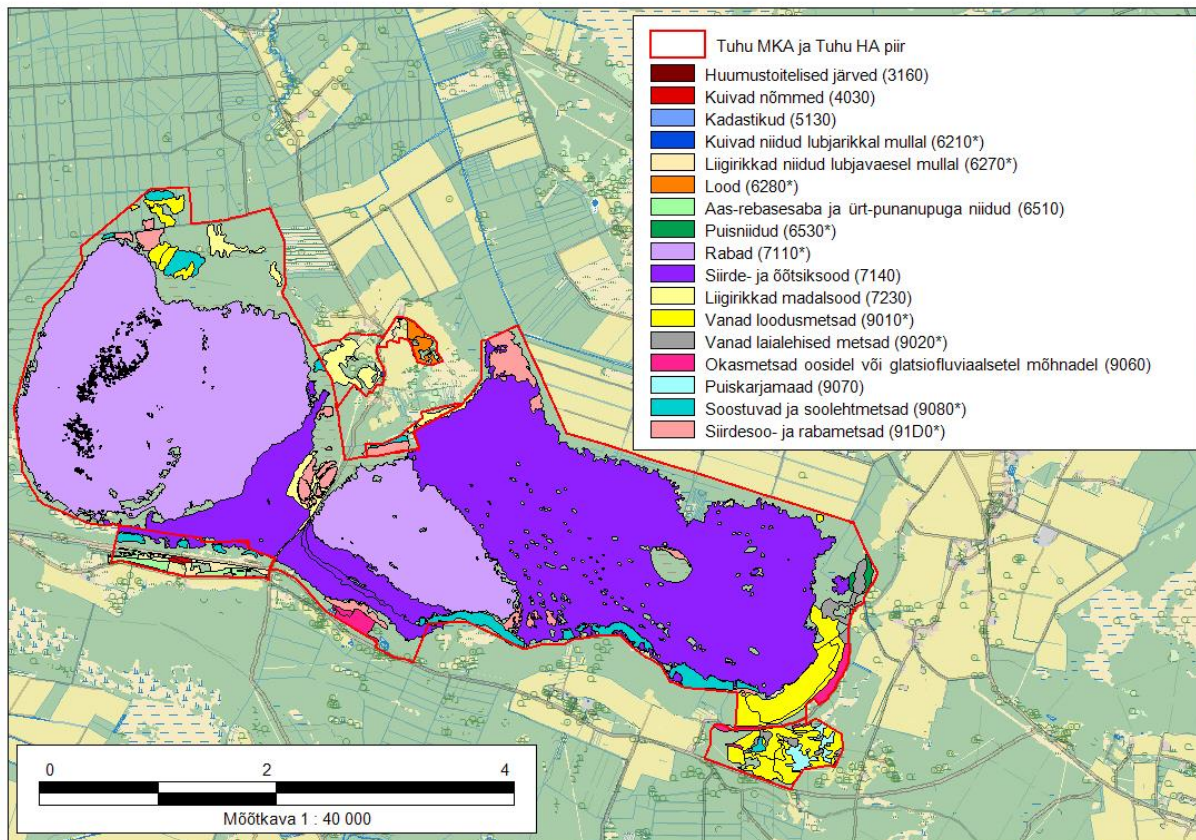 Tuhu MKA ja Tuhu HA piir
Huumustoitelised järved (3160)
Kuivad nõmmed (4030)
Kadastikud (5130)
Kuivad niidud lubjarikkal mullal (6210*)
Liigirikkad niidud lubjavaesel mullal (6270*)
Lood (6280*)
Aas-rebasesaba ja ürt-punanupuga niidud (6510)
Puisniidud (6530*)
Rabad (7110*)
Siirde- ja õõtsiksood (7140)
Liigirikkad madalsood (7230)
Vanad loodusmetsad (9010*)
Vanad laialehised metsad (9020*)
Okasmetsad oosidel või glatsiofluviaalsetel mõhnadel (9060)
Puiskarjamaad (9070)
Soostuvad ja soolehtmetsad (9080*)
Siirdesoo- ja rabametsad (91D0*)
0 2 4
Mõõtkava 1 : 40 000